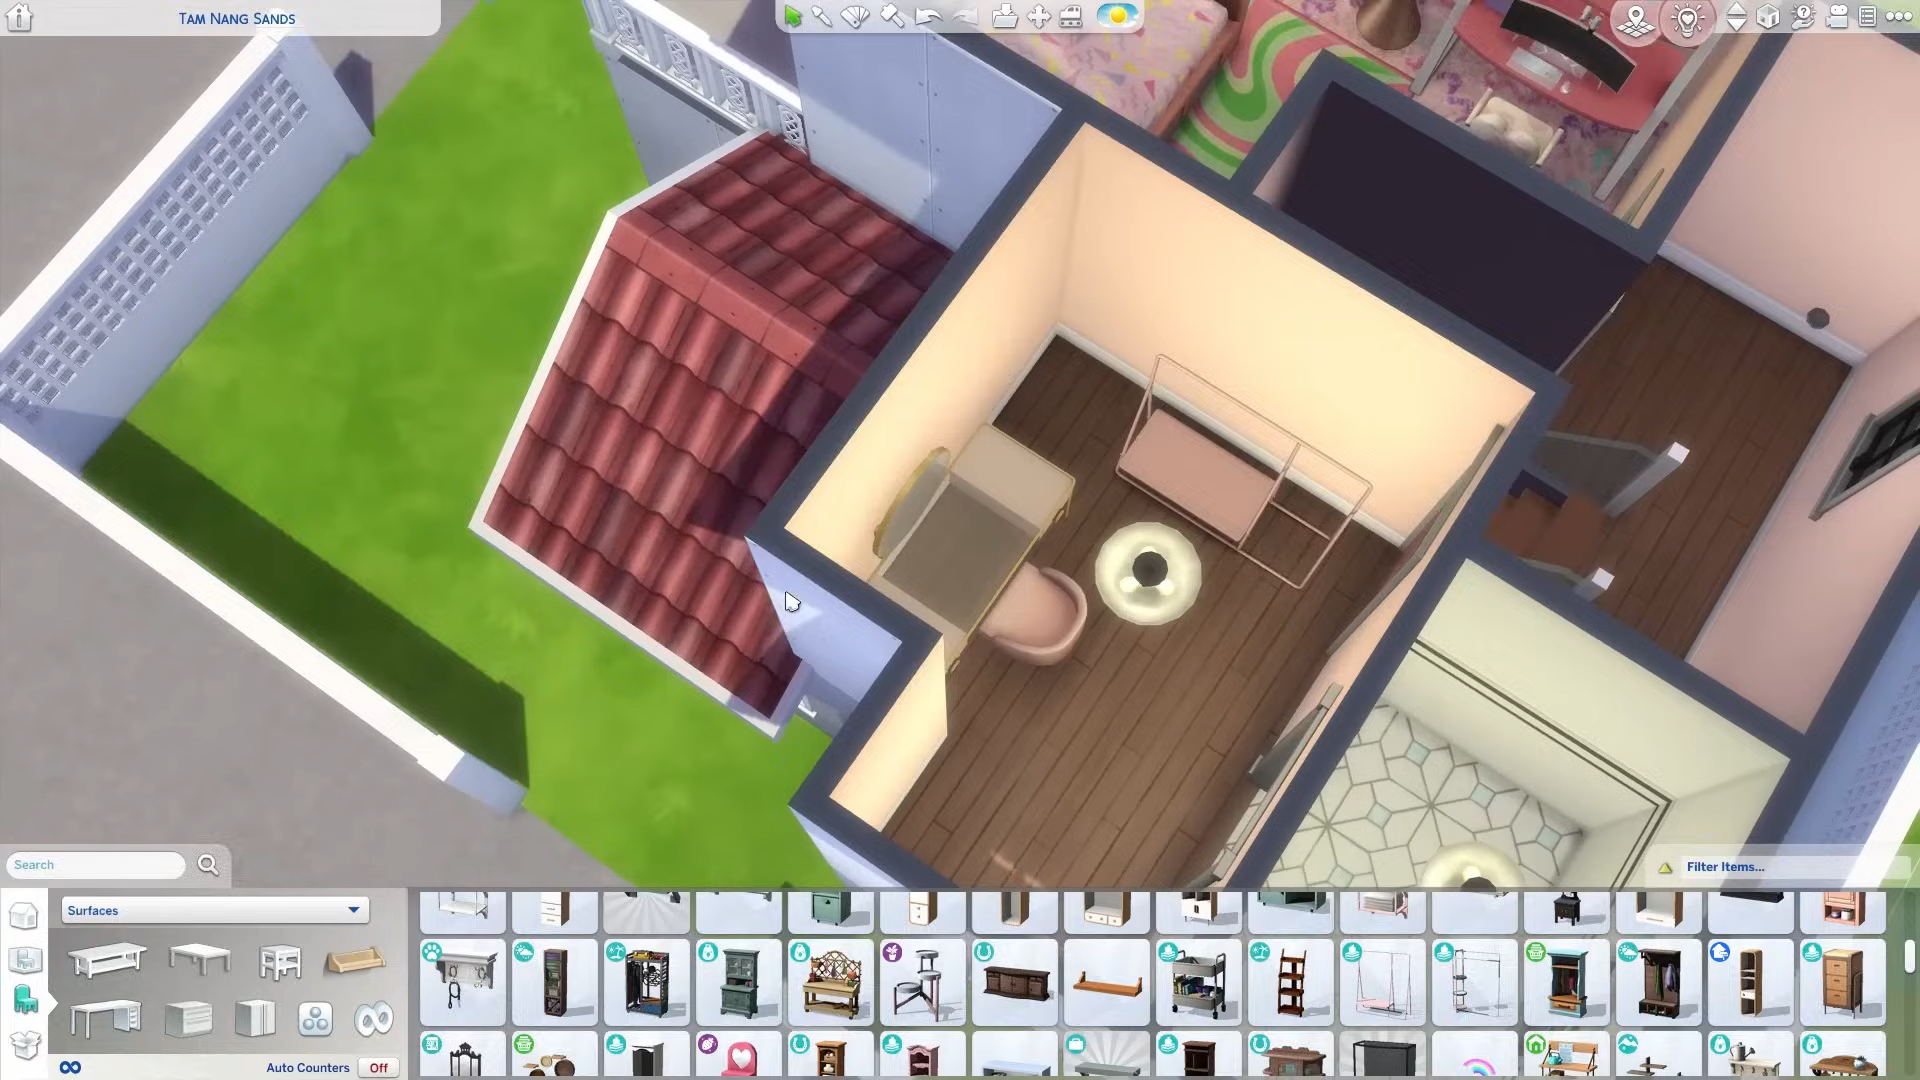 Tam Nang Sands
Search
Filter Items...
Surfaces
Auto Counters
Off